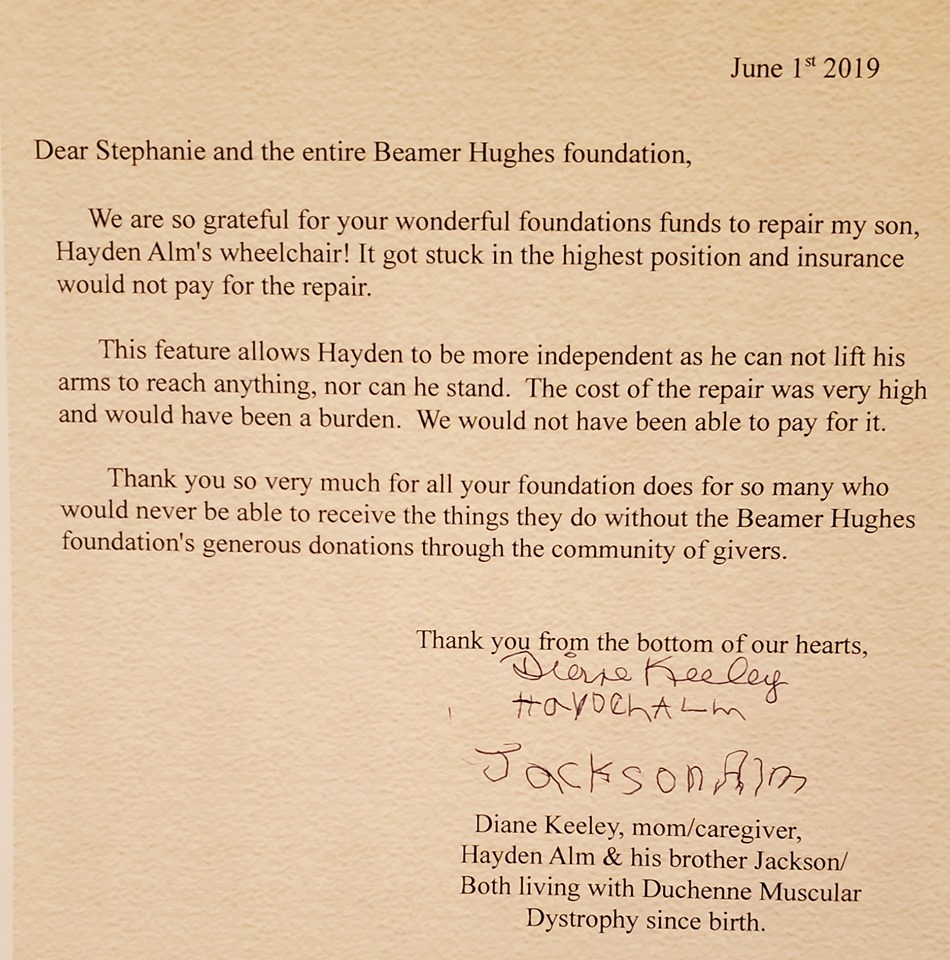 June 1st 2019
Dear Stephanie and the entire Beamer Hughes foundation,
We are so grateful for your wonderful foundations funds to repair my son,
Hayden Alm's wheelchair! It got stuck in the highest position and insurance
would not pay for the repair.
This feature allows Hayden to be more independent as he can not lift his
arms to reach anything, nor can he stand.  The cost of the repair was very high
and would have been a burden.  We would not have been able to pay for it.
Thank you so very much for all your foundation does for so many who
would never be able to receive the things they do without the Beamer Hughes
foundation's generous donations through the community of givers.
Thank you from the bottom of our hearts,
Diane Keeley
HAYDEN ALM
Jackson Alm
Diane Keeley, mom/caregiver,
Hayden Alm & his brother Jackson/
Both living with Duchenne Muscular
Dystrophy since birth.